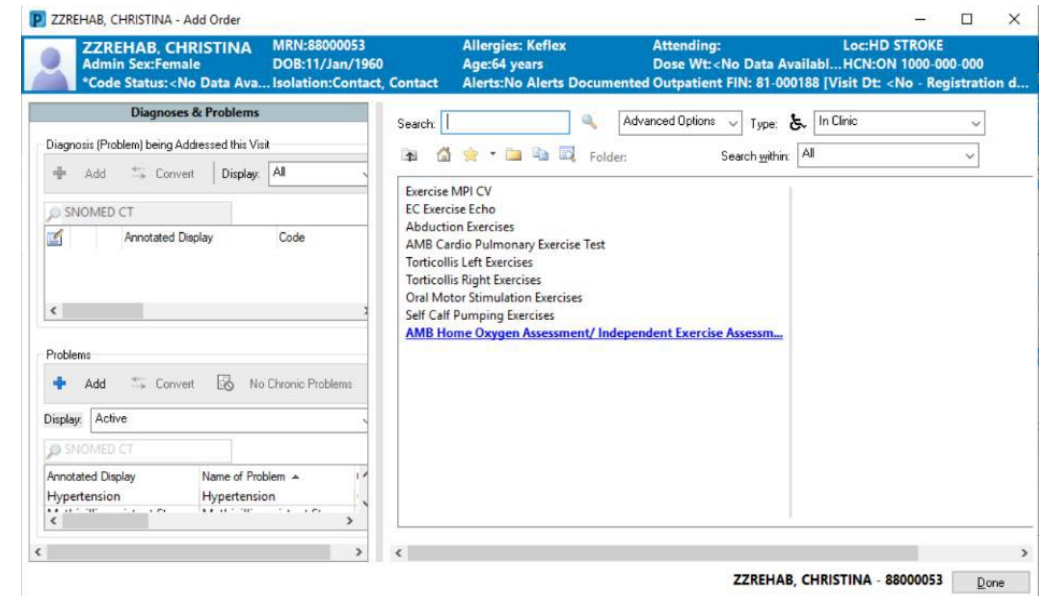 ZZREHAB, CHRISTINA - Add Order
ZZREHAB, CHRISTINA MRN:88000053 Allergies: Keflex Attending: Loc:HD STROKE
Admin Sex:Female DOB:11/Jan/1960 Age:64 years Dose Wt:<No Data Availabl... HCN:ON 1000-000-000
*Code Status:<No Data Ava... Isolation:Contact, Contact Alerts:No Alerts Documented Outpatient FIN: 81-000188 [Visit Dt: <No - Registration d...
Diagnoses & Problems
Diagnosis (Problem) being Addressed this Visit
Add Convert Display: All
SNOMED CT
Annotated Display Code
Problems
Add Convert No Chronic Problems
Display: Active
SNOMED CT
Annotated Display Name of Problem
Hypertension Hypertension
Search: Advanced Options Type: In Clinic
Folder: Search within: All
Exercise MPI CV
EC Exercise Echo
Abduction Exercises
AMB Cardio Pulmonary Exercise Test
Torticollis Left Exercises
Torticollis Right Exercises
Oral Motor Stimulation Exercises
Self Calf Pumping Exercises
AMB Home Oxygen Assessment/ Independent Exercise Assessm...
ZZREHAB, CHRISTINA - 88000053 Done